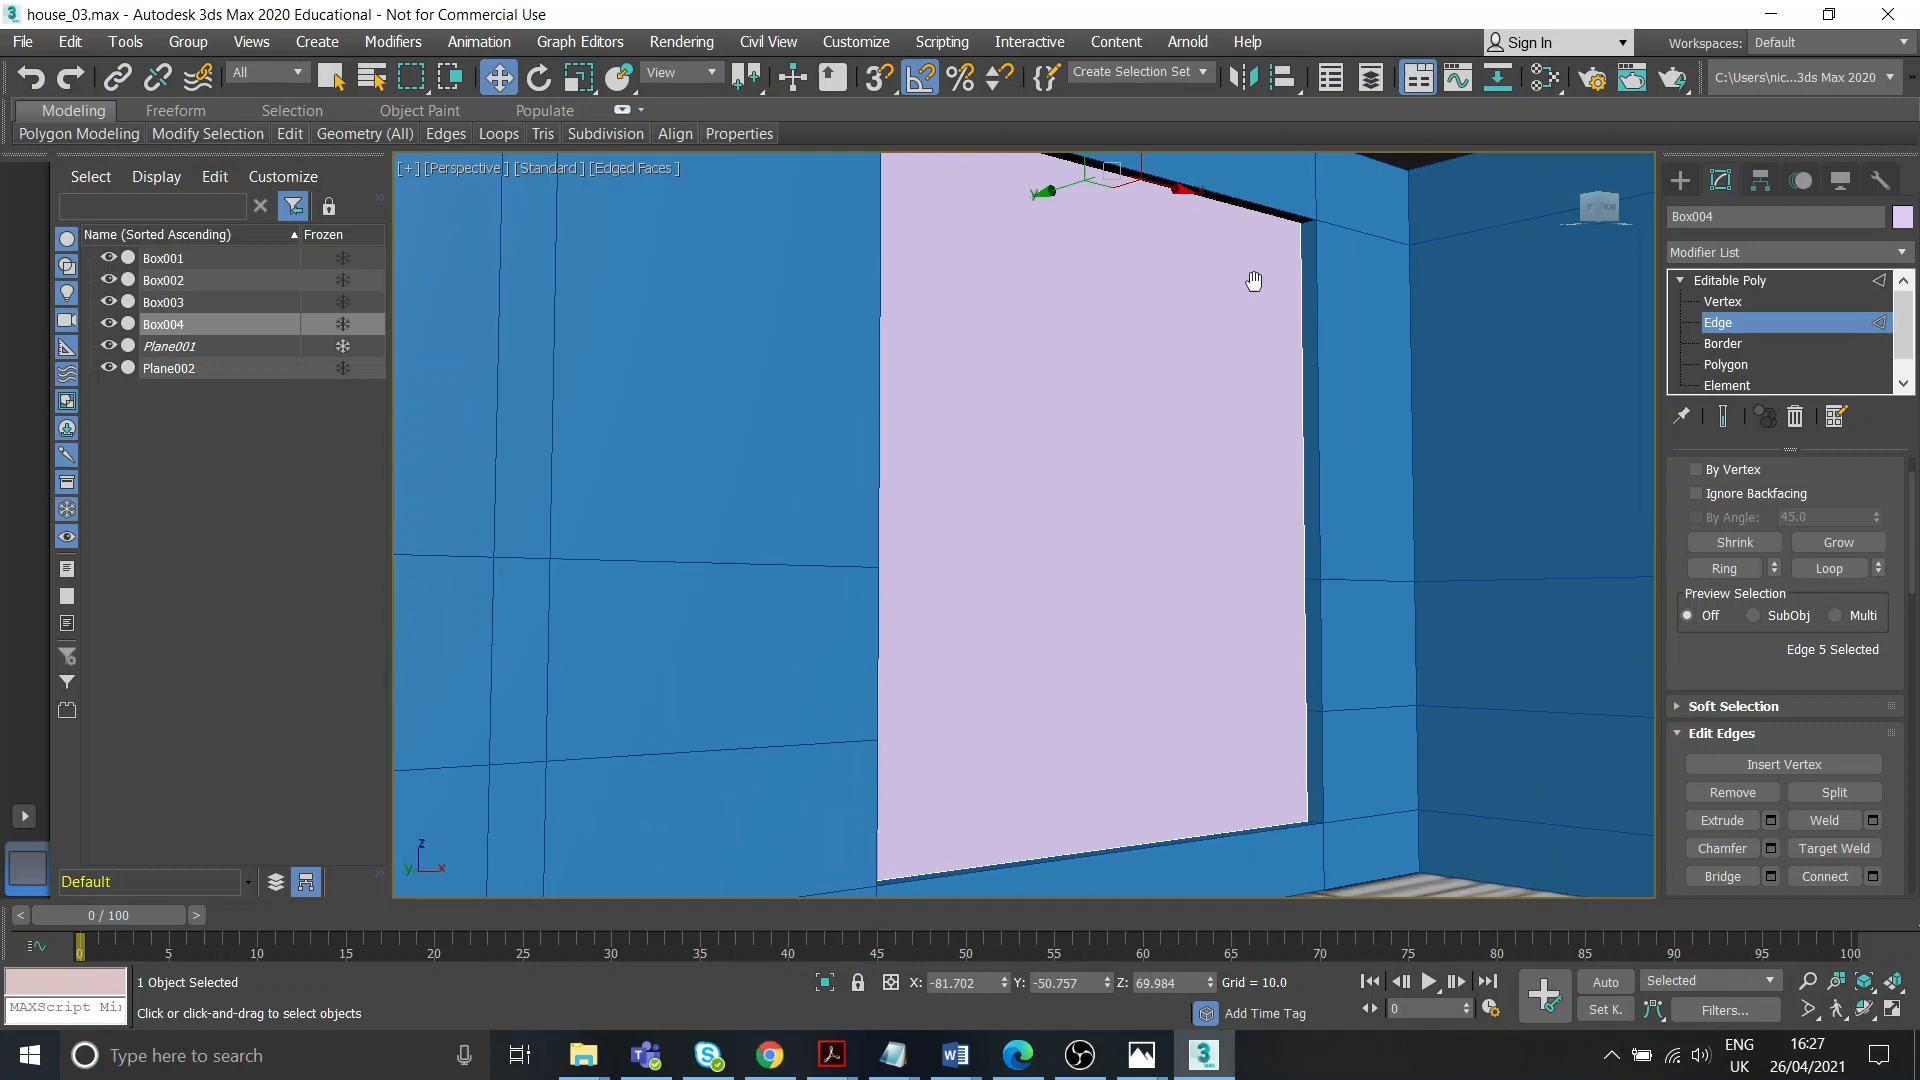 house_03.max - Autodesk 3ds Max 2020 Educational - Not for Commercial Use
File Edit Tools Group Views Create Modifiers Animation Graph Editors Rendering Civil View Customize Scripting Interactive Content Arnold Help
Sign In
Workspaces: Default
All
View
Create Selection Set
C:\Users\nic...3ds Max 2020
Modeling Freeform Selection Object Paint Populate
Polygon Modeling Modify Selection Edit Geometry (All) Edges Loops Tris Subdivision Align Properties
Select Display Edit Customize
[+] [Perspective ] [Standard ] [Edged Faces ]
Name (Sorted Ascending) Frozen
Box001
Box002
Box003
Box004
Plane001
Plane002
Default
y
z
y x
Box004
Modifier List
Editable Poly
Vertex
Edge
Border
Polygon
Element
By Vertex
Ignore Backfacing
By Angle: 45.0
Shrink Grow
Ring Loop
Preview Selection
Off SubObj Multi
Edge 5 Selected
Soft Selection
Edit Edges
Insert Vertex
Remove Split
Extrude Weld
Chamfer Target Weld
Bridge Connect
< 0 / 100 >
0 5 10 15 20 25 30 35 40 45 50 55 60 65 70 75 80 85 90 95 100
1 Object Selected
MAXScript Mi
Click or click-and-drag to select objects
X: -81.702 Y: -50.757 Z: 69.984 Grid = 10.0
Add Time Tag
0
Auto Selected
Set K. Filters...
Type here to search
ENG
UK
16:27
26/04/2021